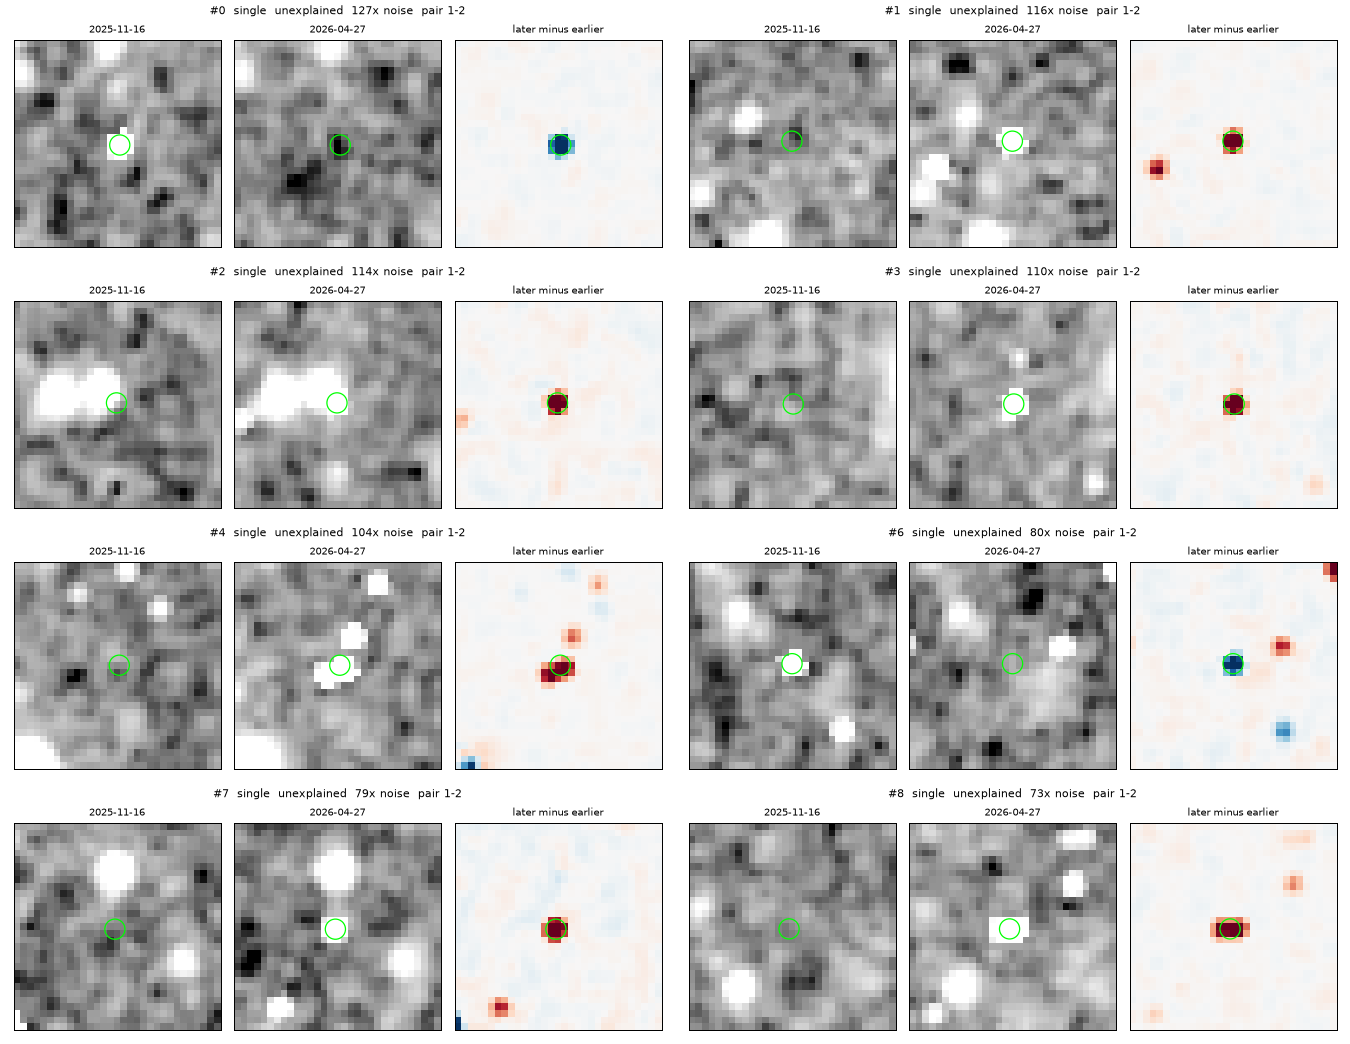 #0 single unexplained 127x noise pair 1-2
2025-11-16
2026-04-27
later minus earlier
#1 single unexplained 116x noise pair 1-2
2025-11-16
2026-04-27
later minus earlier
#2 single unexplained 114x noise pair 1-2
2025-11-16
2026-04-27
later minus earlier
#3 single unexplained 110x noise pair 1-2
2025-11-16
2026-04-27
later minus earlier
#4 single unexplained 104x noise pair 1-2
2025-11-16
2026-04-27
later minus earlier
#6 single unexplained 80x noise pair 1-2
2025-11-16
2026-04-27
later minus earlier
#7 single unexplained 79x noise pair 1-2
2025-11-16
2026-04-27
later minus earlier
#8 single unexplained 73x noise pair 1-2
2025-11-16
2026-04-27
later minus earlier